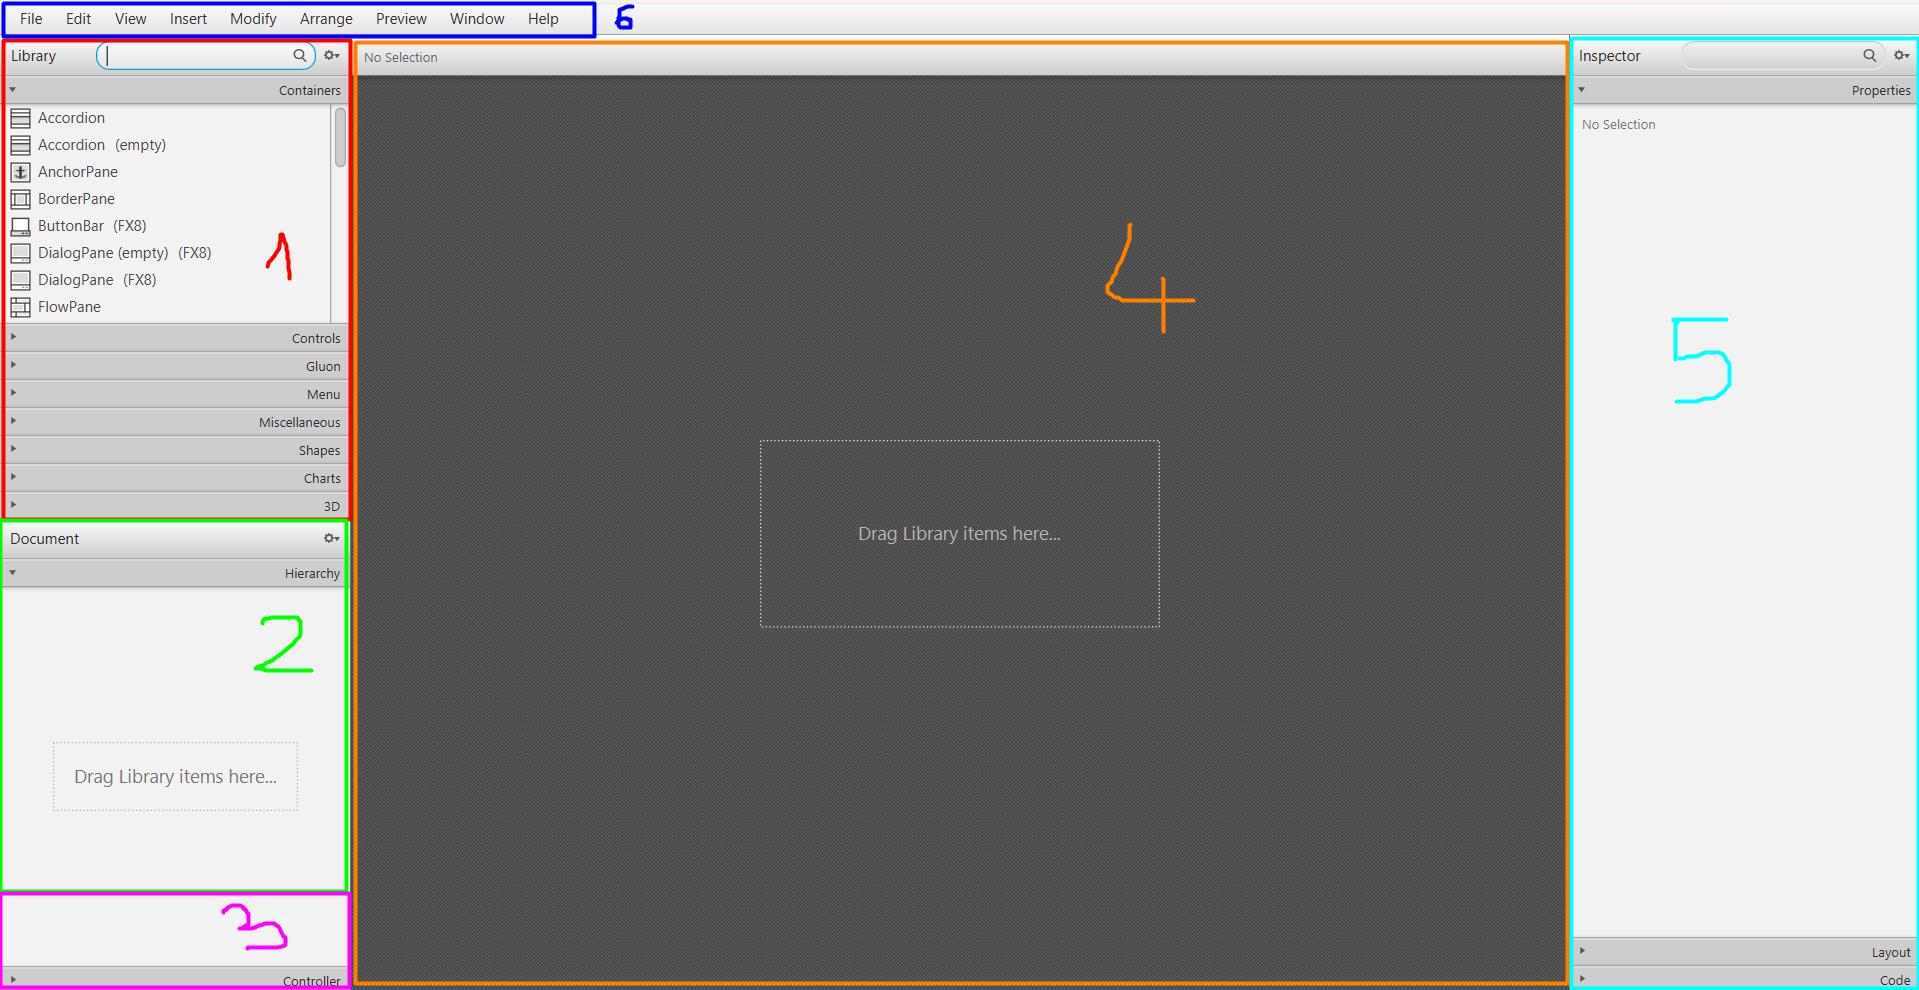 File Edit View Insert Modify Arrange Preview Window Help 6
Library
Containers
Accordion
Accordion (empty)
AnchorPane
BorderPane
ButtonBar (FX8)
DialogPane (empty) (FX8)
DialogPane (FX8)
FlowPane
1
Controls
Gluon
Menu
Miscellaneous
Shapes
Charts
3D
Document
Hierarchy
2
Drag Library items here...
3
Controller
No Selection
4
Drag Library items here...
Inspector
Properties
No Selection
5
Layout
Code